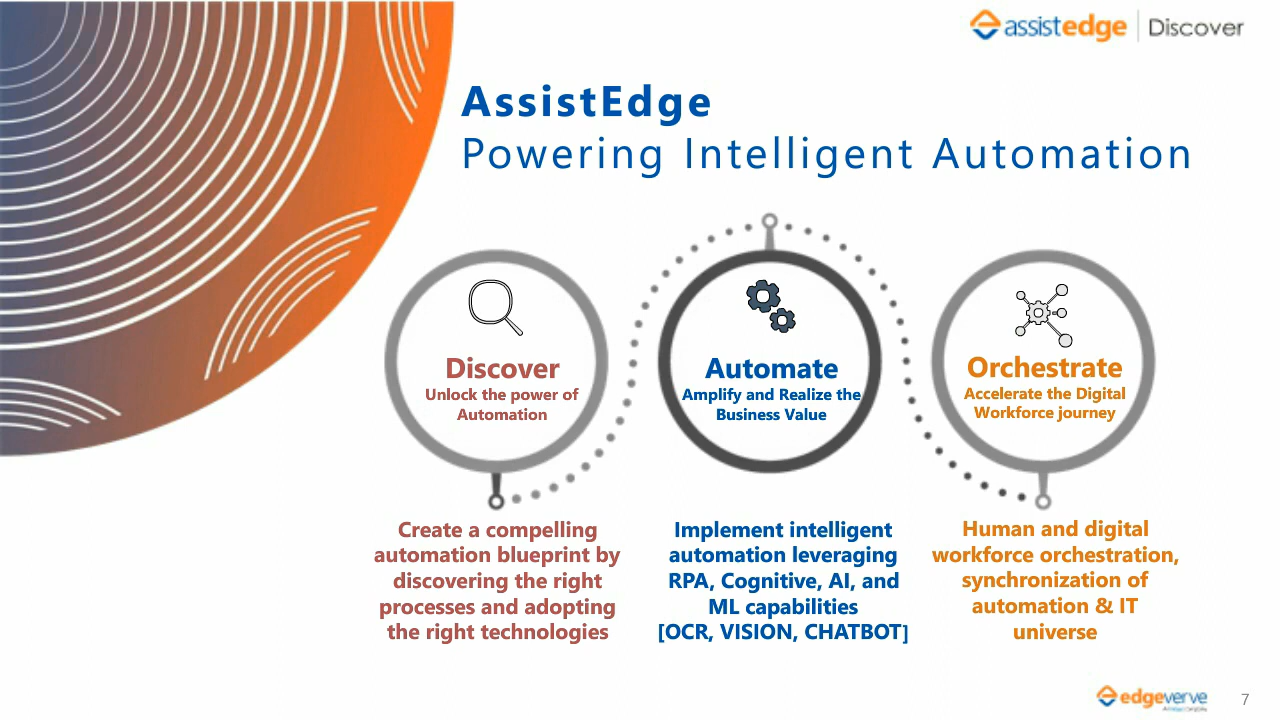 assistedge | Discover
AssistEdge
Powering Intelligent Automation
Discover
Unlock the power of
Automation
Automate
Amplify and Realize the
Business Value
Orchestrate
Accelerate the Digital
Workforce journey
Create a compelling
automation blueprint by
discovering the right
processes and adopting
the right technologies
Implement intelligent
automation leveraging
RPA, Cognitive, AI, and
ML capabilities
[OCR, VISION, CHATBOT]
Human and digital
workforce orchestration,
synchronization of
automation & IT
universe
edgeverve
7